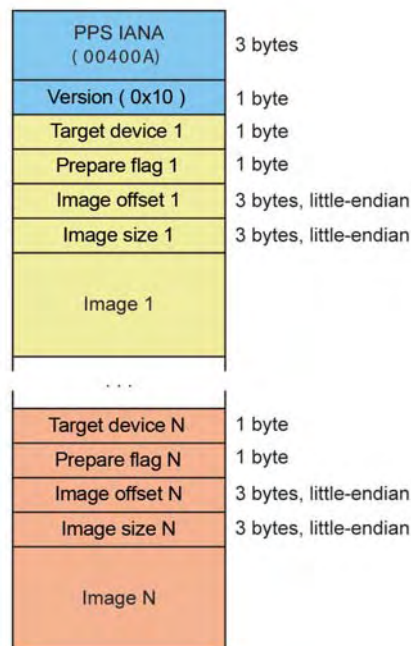 PPS IANA
( 00400A)
3 bytes
Version ( 0x10 )
1 byte
Target device 1
1 byte
Prepare flag 1
1 byte
Image offset 1
3 bytes, little-endian
Image size 1
3 bytes, little-endian
Image 1
. . .
Target device N
1 byte
Prepare flag N
1 byte
Image offset N
3 bytes, little-endian
Image size N
3 bytes, little-endian
Image N